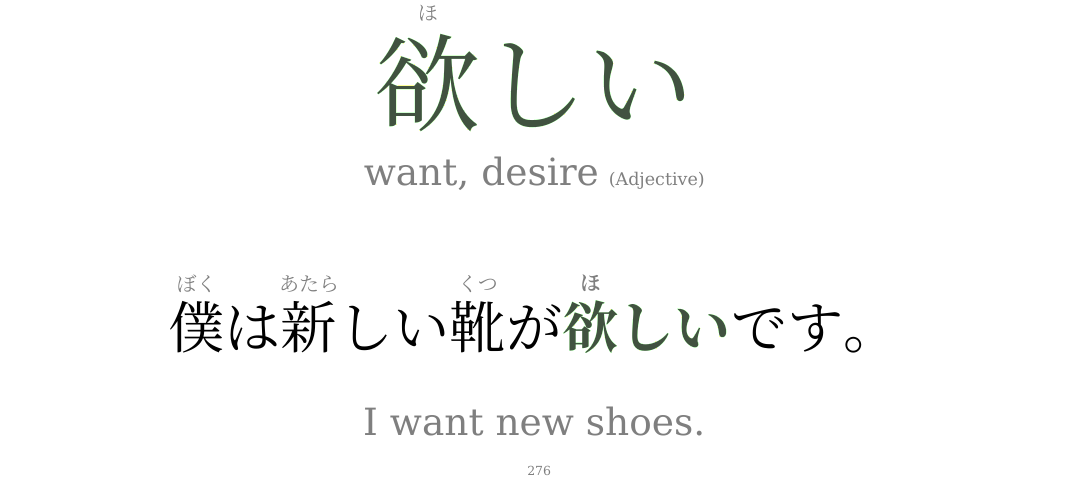 ほ
欲しい
want, desire (Adjective)
ぼく あたら くつ ほ
僕は新しい靴が欲しいです。
I want new shoes.
276